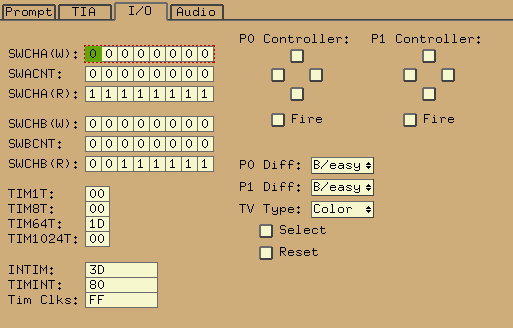 Prompt TIA I/O Audio
SWCHA(W): 0 0 0 0 0 0 0 0
SWACNT: 0 0 0 0 0 0 0 0
SWCHA(R): 1 1 1 1 1 1 1 1
SWCHB(W): 0 0 0 0 0 0 0 0
SWBCNT: 0 0 0 0 0 0 0 0
SWCHB(R): 0 0 1 1 1 1 1 1
TIM1T: 00
TIM8T: 00
TIM64T: 1D
TIM1024T: 00
INTIM: 3D
TIMINT: 80
Tim Clks: FF
P0 Controller: P1 Controller:
Fire Fire
P0 Diff: B/easy
P1 Diff: B/easy
TV Type: Color
Select
Reset